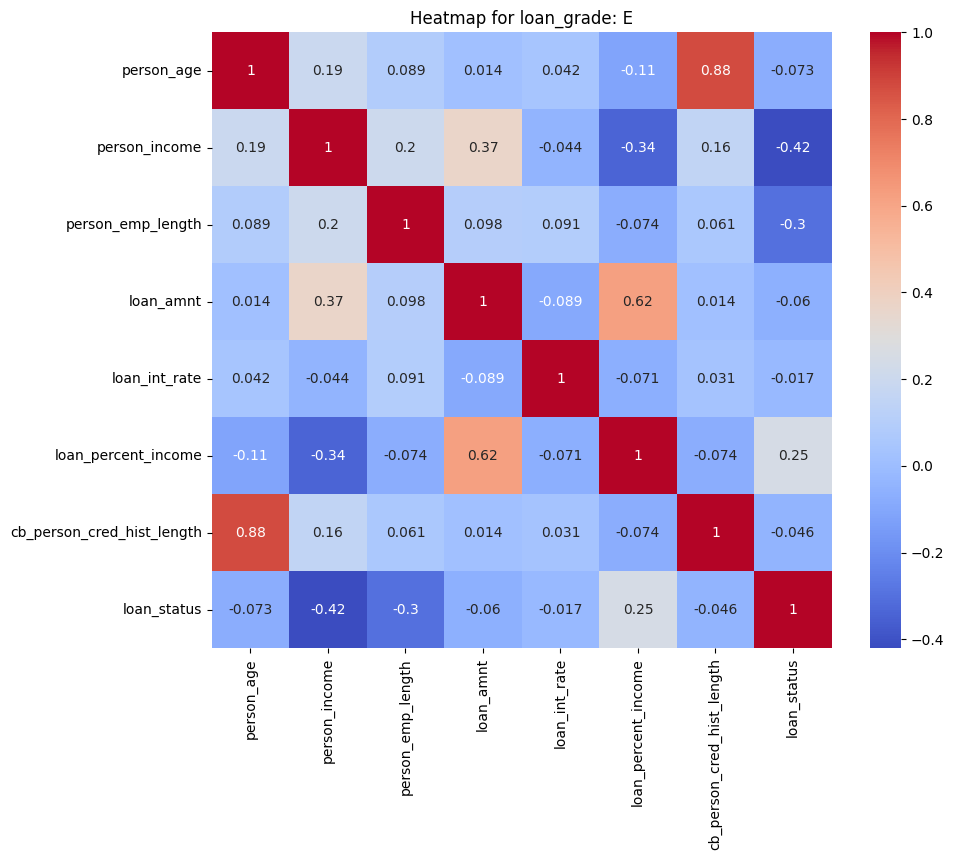 Heatmap for loan_grade: E
person_age 1 0.19 0.089 0.014 0.042 -0.11 0.88 -0.073
person_income 0.19 1 0.2 0.37 -0.044 -0.34 0.16 -0.42
person_emp_length 0.089 0.2 1 0.098 0.091 -0.074 0.061 -0.3
loan_amnt 0.014 0.37 0.098 1 -0.089 0.62 0.014 -0.06
loan_int_rate 0.042 -0.044 0.091 -0.089 1 -0.071 0.031 -0.017
loan_percent_income -0.11 -0.34 -0.074 0.62 -0.071 1 -0.074 0.25
cb_person_cred_hist_length 0.88 0.16 0.061 0.014 0.031 -0.074 1 -0.046
loan_status -0.073 -0.42 -0.3 -0.06 -0.017 0.25 -0.046 1
person_age
person_income
person_emp_length
loan_amnt
loan_int_rate
loan_percent_income
cb_person_cred_hist_length
loan_status
1.0
0.8
0.6
0.4
0.2
0.0
−0.2
−0.4